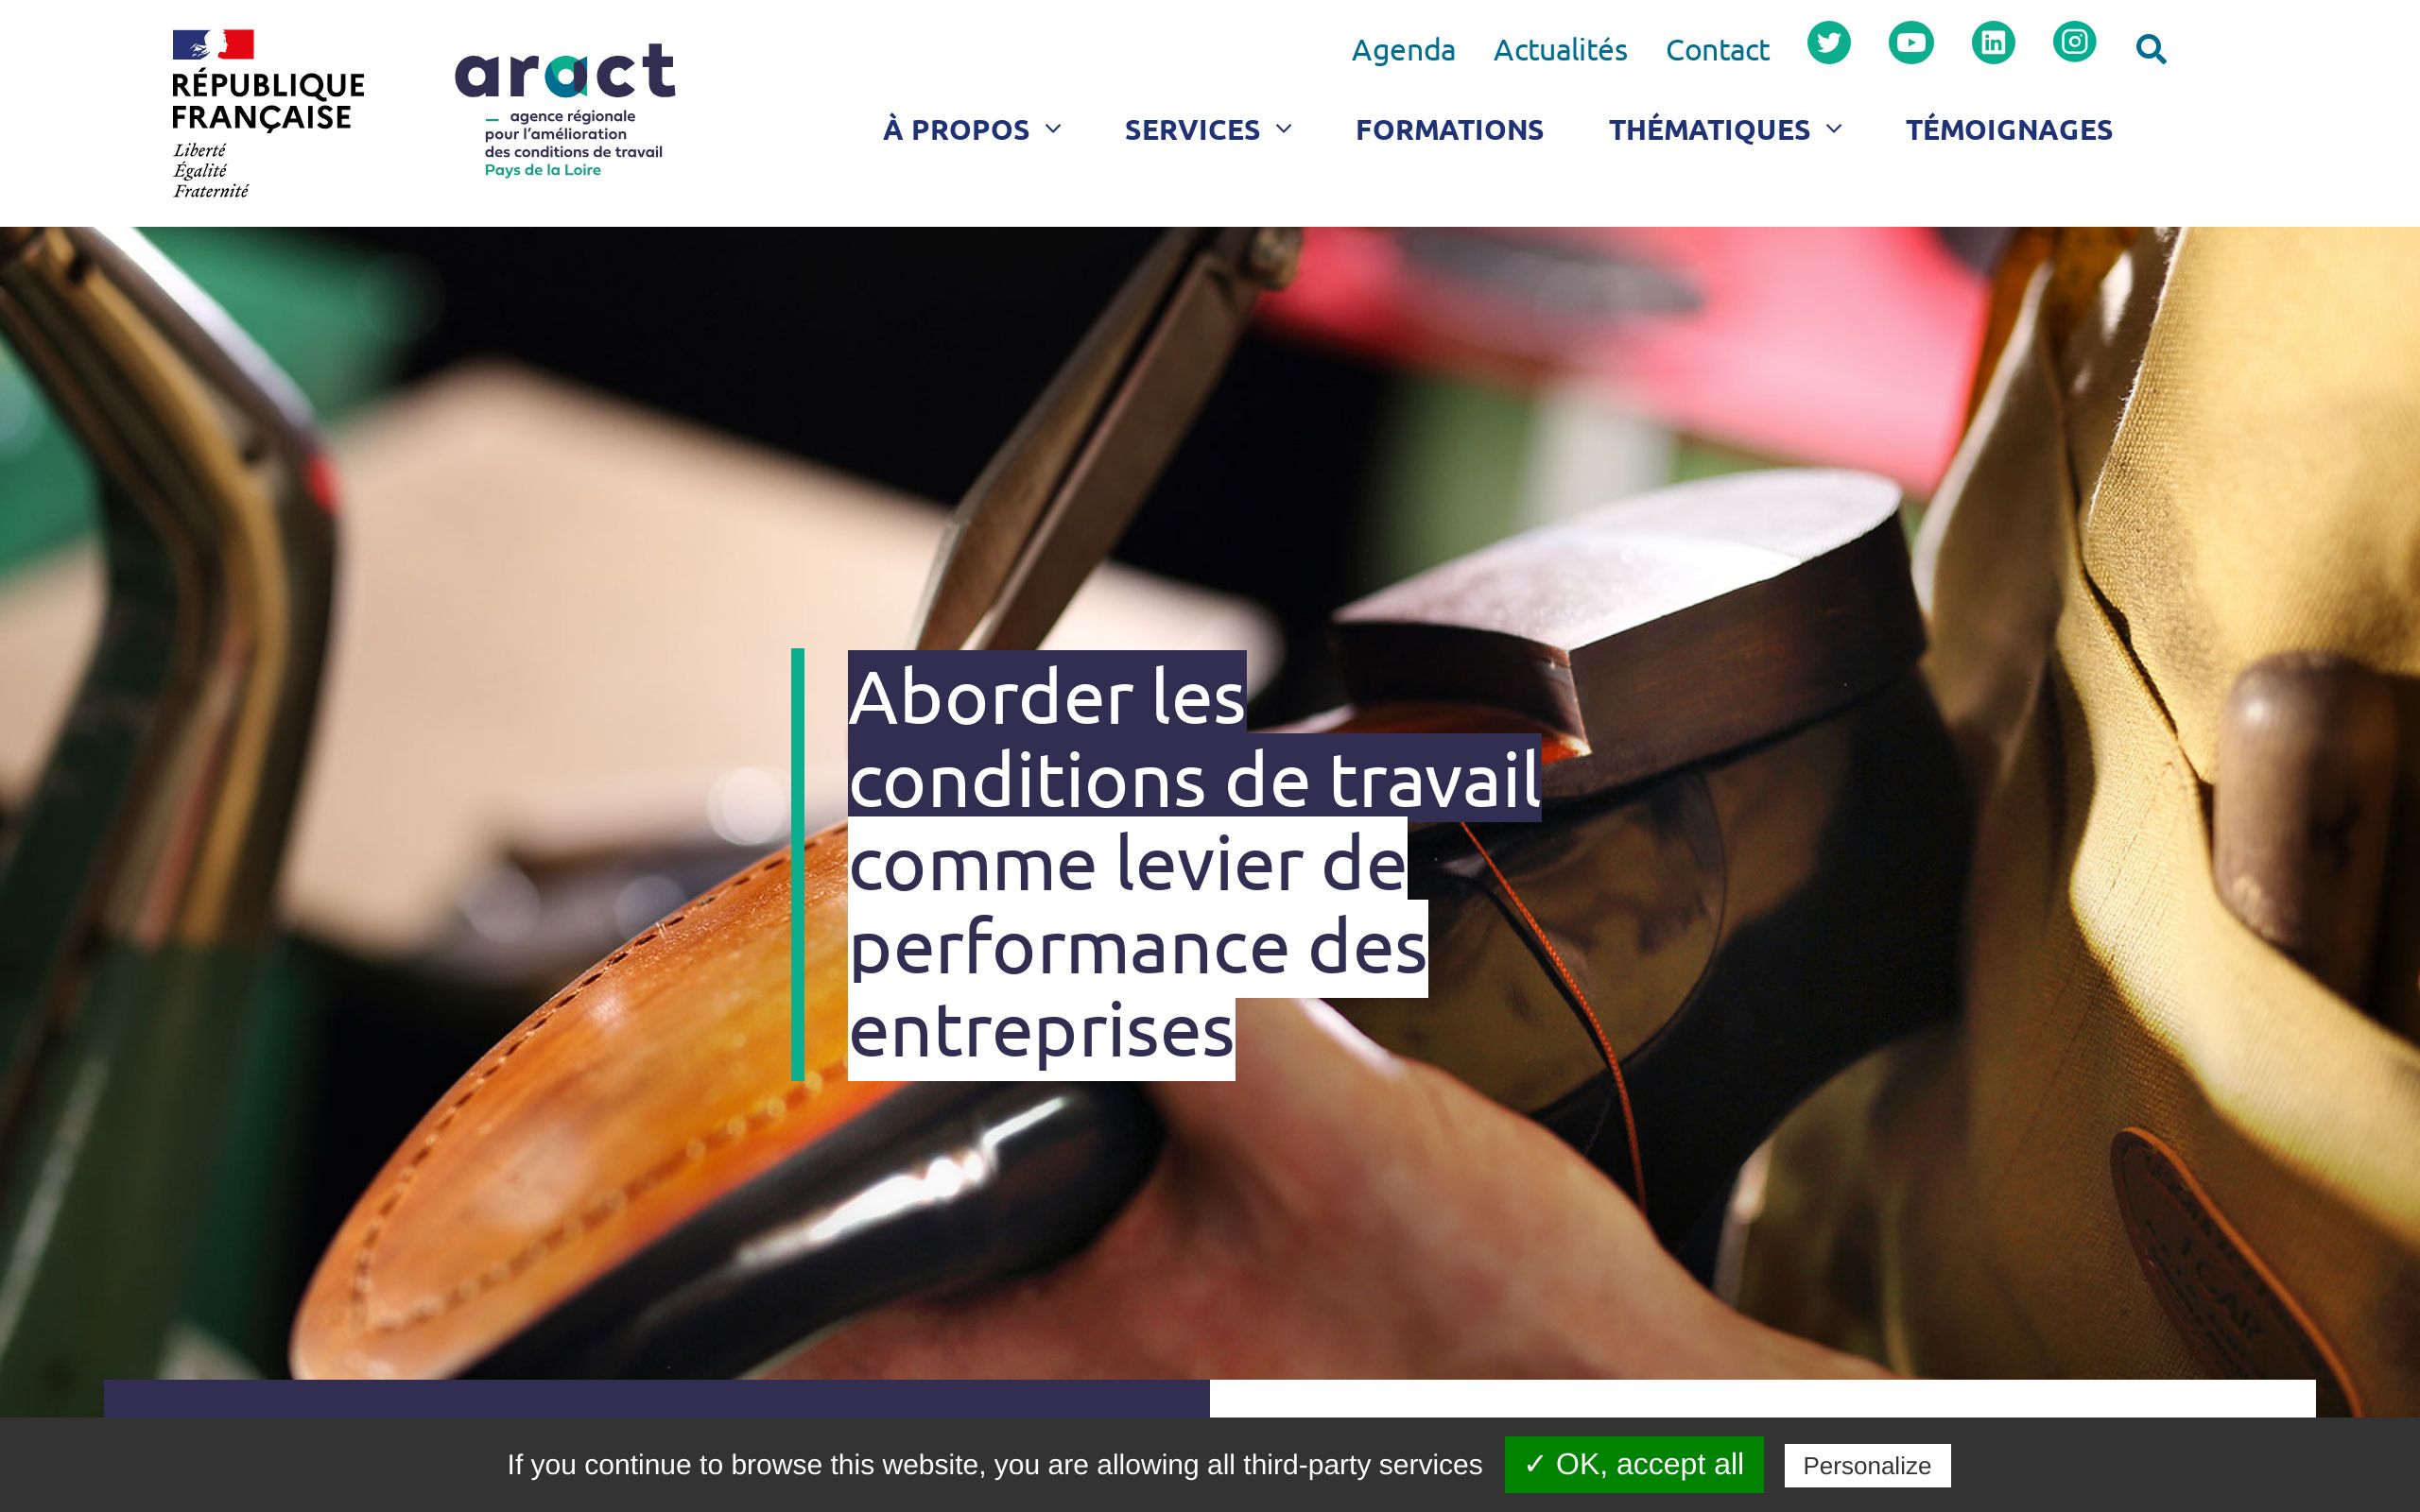 RÉPUBLIQUE
FRANÇAISE
Liberté
Égalité
Fraternité
aract
agence régionale
pour l'amélioration
des conditions de travail
Pays de la Loire
Agenda Actualités Contact
À PROPOS SERVICES FORMATIONS THÉMATIQUES TÉMOIGNAGES
Aborder les
conditions de travail
comme levier de
performance des
entreprises
If you continue to browse this website, you are allowing all third-party services ✓ OK, accept all Personalize